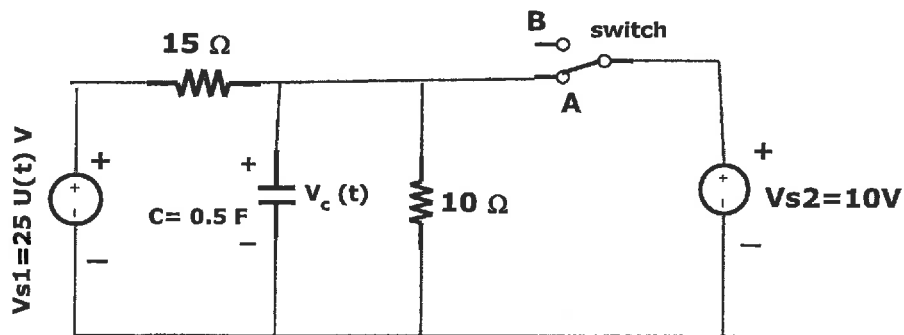 B
switch
15 Ω
A
Vs1=25 U(t) V
+
+
V_c (t)
C= 0.5 F
10 Ω
+
Vs2=10V
+
-
+
-
−
−
−